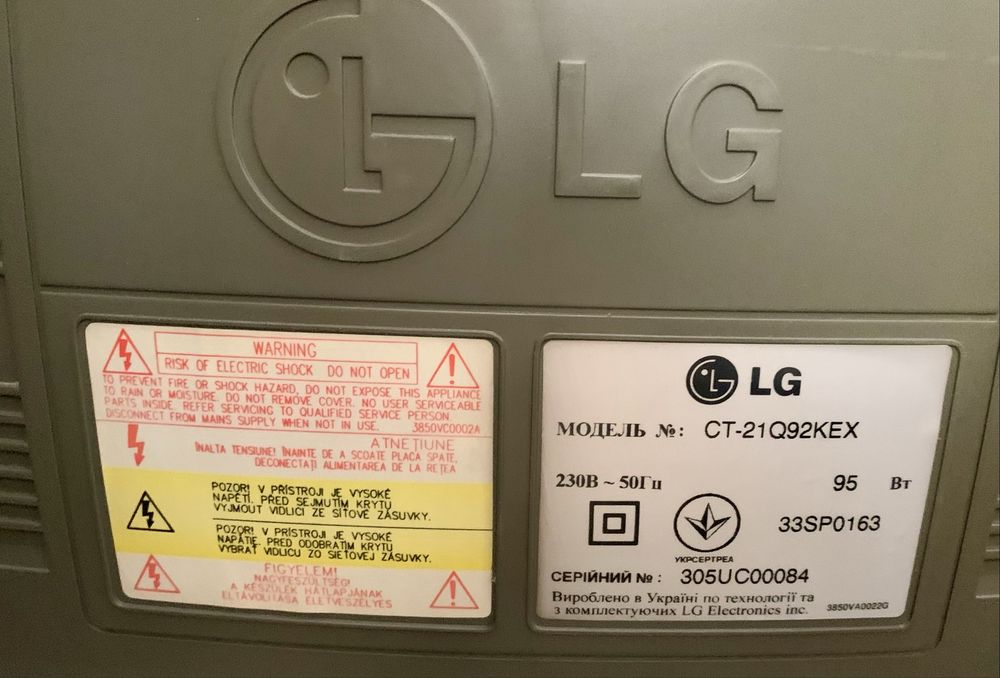 LG
WARNING
RISK OF ELECTRIC SHOCK DO NOT OPEN
TO PREVENT FIRE OR SHOCK HAZARD, DO NOT EXPOSE THIS APPLIANCE
TO RAIN OR MOISTURE. DO NOT REMOVE COVER. NO USER SERVICEABLE
PARTS INSIDE. REFER SERVICING TO QUALIFIED SERVICE PERSON.
DISCONNECT FROM MAINS SUPPLY WHEN NOT IN USE. 3850VC0002A
ATNEȚIUNE
INALTA TENSIUNE! ÎNAINTE DE A SCOATE PLACA SPATE,
DECONECTAȚI ALIMENTAREA DE LA REȚEA
POZOR! V PŘÍSTROJI JE VYSOKÉ
NAPĚTÍ. PŘED SEJMUTÍM KRYTU
VYJMOUT VIDLICI ZE SÍŤOVÉ ZÁSUVKY.
POZOR! V PRÍSTROJI JE VYSOKÉ
NAPÄTIE. PRED ODOBRATÍM KRYTU
VYBRAŤ VIDLICU ZO SIEŤOVEJ ZÁSUVKY.
FIGYELEM!
NAGYFESZÜLTSÉG!
A KÉSZÜLÉK HÁTLAPJÁNAK
ELTÁVOLÍTÁSA ÉLETVESZÉLYES
LG
МОДЕЛЬ №: CT-21Q92KEX
230В ~ 50Гц 95 Вт
33SP0163
УКРСЕРТРЕА
СЕРІЙНИЙ №: 305UC00084
Вироблено в Україні по технології та
з комплектуючих LG Electronics inc. 3850VA0022G